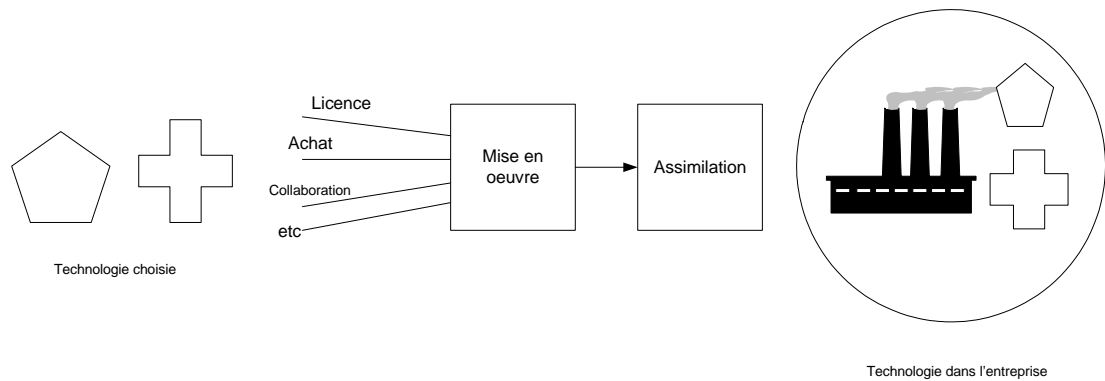 Licence
Achat
Collaboration
etc
Mise en
oeuvre
Assimilation
Technologie choisie
Technologie dans l'entreprise